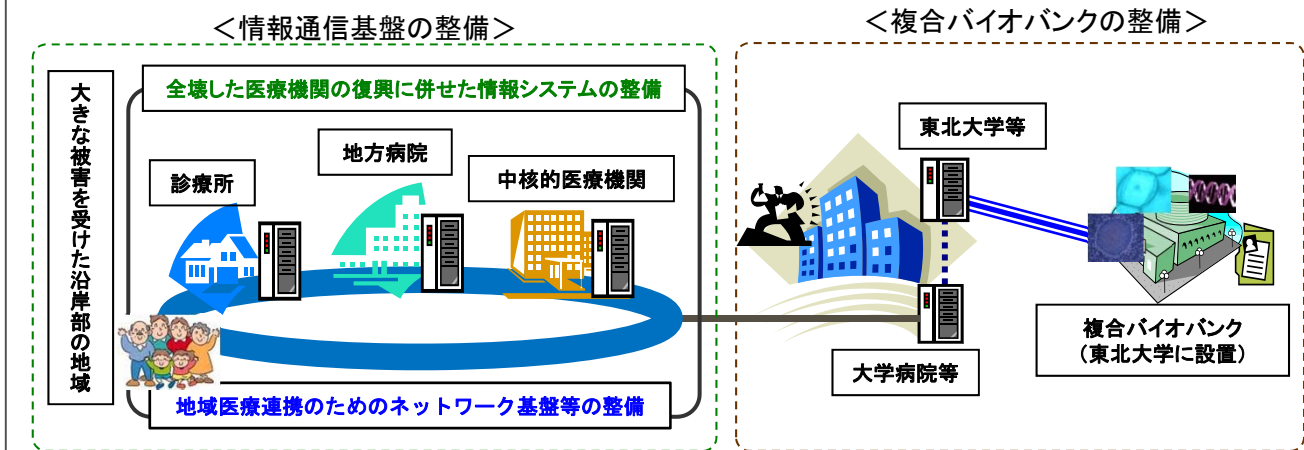 ＜情報通信基盤の整備＞
大きな被害を受けた沿岸部の地域
全壊した医療機関の復興に併せた情報システムの整備
診療所
地方病院
中核的医療機関
地域医療連携のためのネットワーク基盤等の整備
＜複合バイオバンクの整備＞
東北大学等
大学病院等
複合バイオバンク
（東北大学に設置）